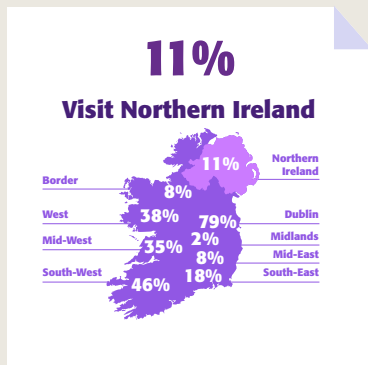 11%
Visit Northern Ireland
11%
Northern
Ireland
Border
8%
West
38%
79%
Dublin
Mid-West
35%
2%
Midlands
8%
Mid-East
South-West
46%
18%
South-East